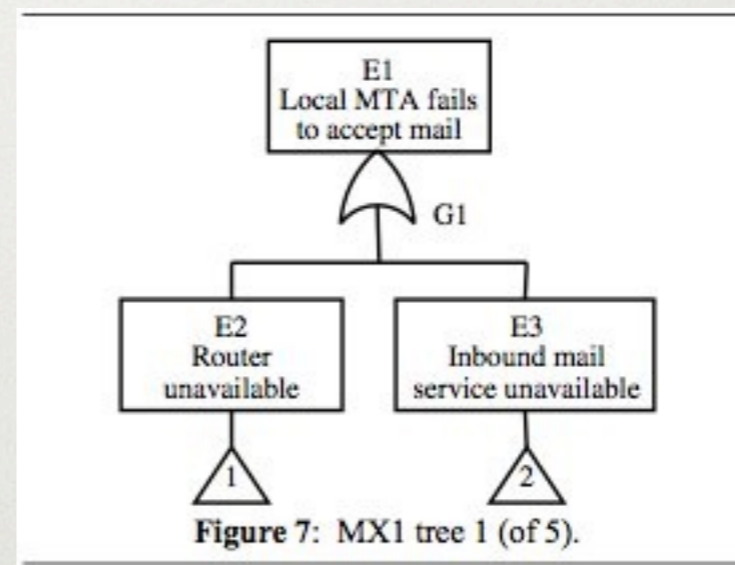 E1
Local MTA fails
to accept mail
G1
E2
Router
unavailable
E3
Inbound mail
service unavailable
1
2
Figure 7: MX1 tree 1 (of 5).